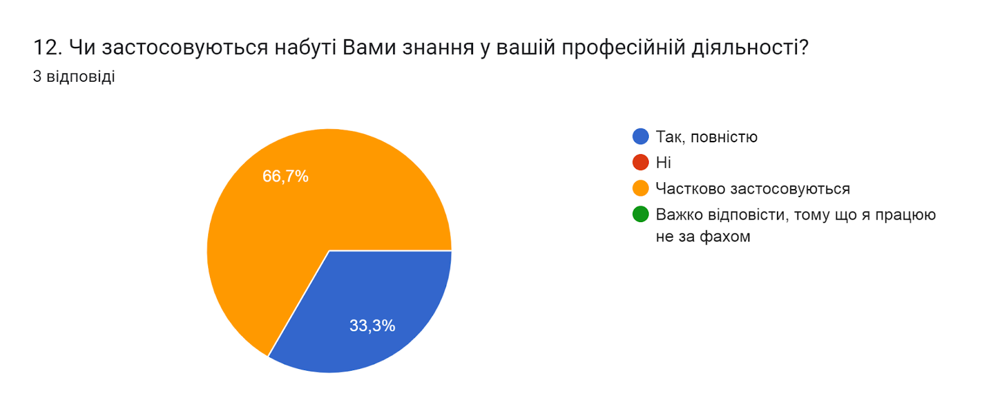 12. Чи застосовуються набуті Вами знання у вашій професійній діяльності?
3 відповіді
66,7%
33,3%
Так, повністю
Ні
Частково застосовуються
Важко відповісти, тому що я працюю
не за фахом